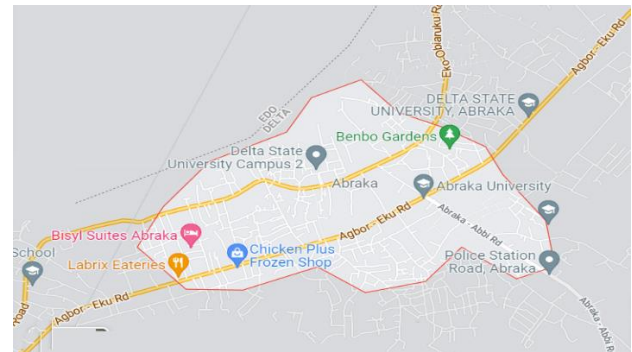 Eko-Obiaruku Rd
Agbor - Eku Rd
DELTA STATE
UNIVERSITY, ABRAKA
EDO
DELTA
Benbo Gardens
Delta State
University Campus 2
Abraka
Abraka University
Agbor - Eku Rd
Abraka - Abbi Rd
Bisyl Suites Abraka
Chicken Plus
Frozen Shop
School
Labrix Eateries
Police Station
Road, Abraka
Abraka - Abbi Rd
Agbor - Eku Rd
road